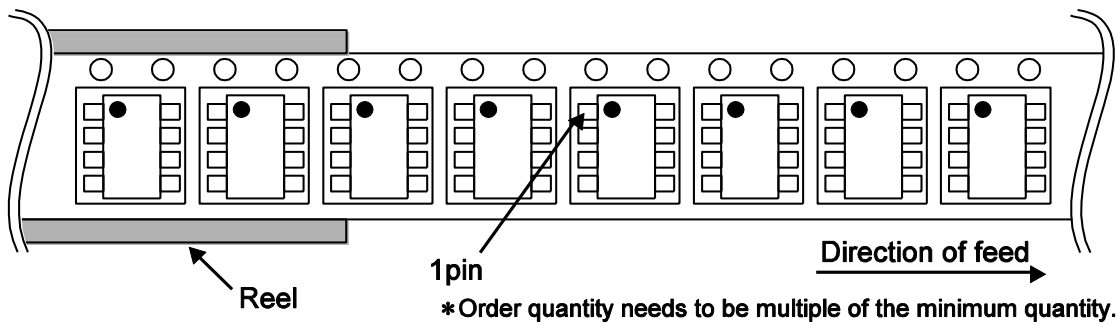 Direction of feed
1pin
Reel
*Order quantity needs to be multiple of the minimum quantity.